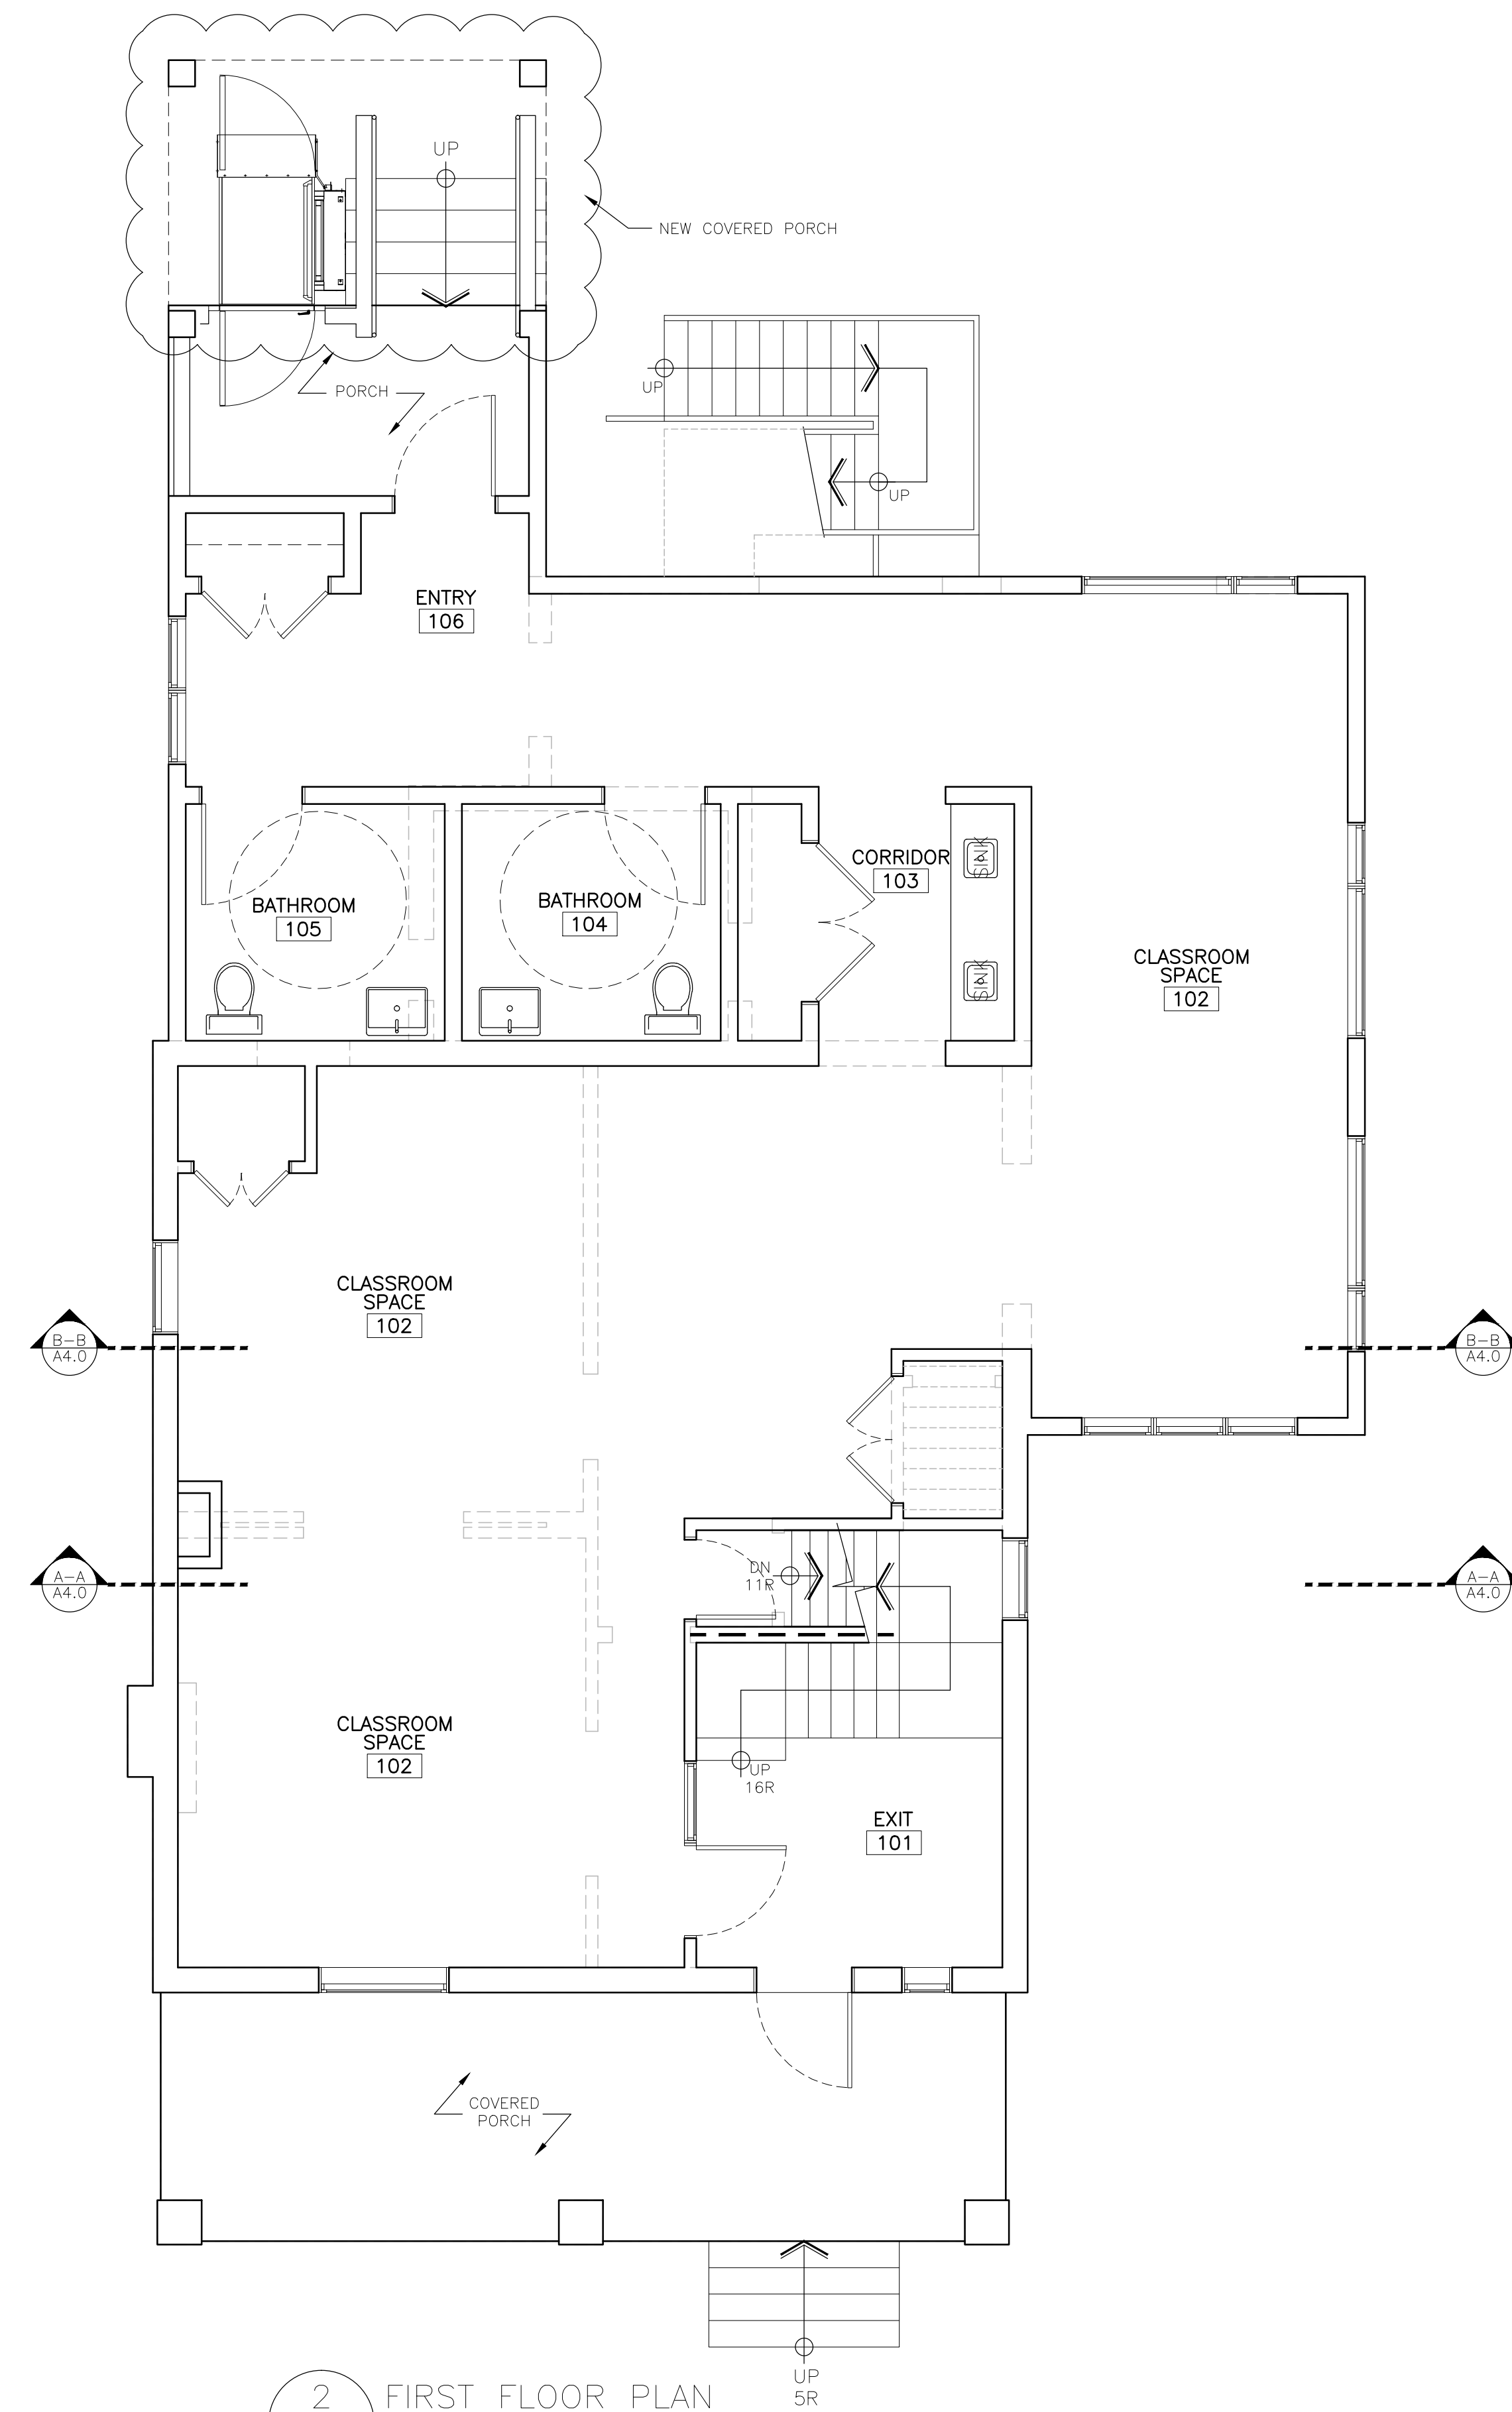 UP
NEW COVERED PORCH
UP
PORCH
UP
ENTRY
106
CORRIDOR
103
SINK
BATHROOM
105
BATHROOM
104
CLASSROOM
SPACE
102
SINK
CLASSROOM
SPACE
102
B-B
A4.0
B-B
A4.0
DN
11R
A-A
A4.0
A-A
A4.0
CLASSROOM
SPACE
102
UP
16R
EXIT
101
COVERED
PORCH
UP
5R
2
FIRST FLOOR PLAN